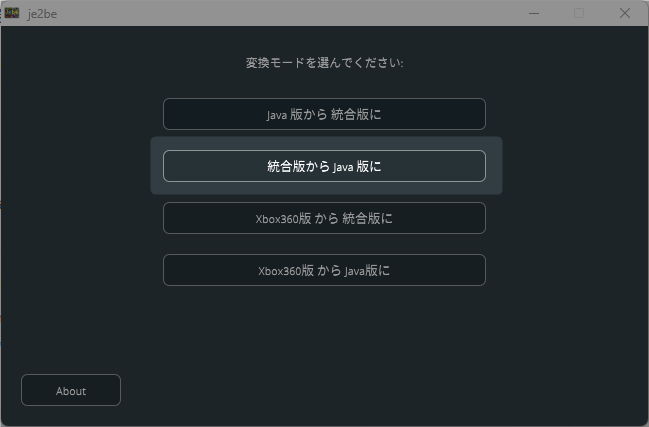 je2be
変換モードを選んでください:
Java 版から 統合版に
統合版から Java 版に
Xbox360版 から 統合版に
Xbox360版 から Java版に
About